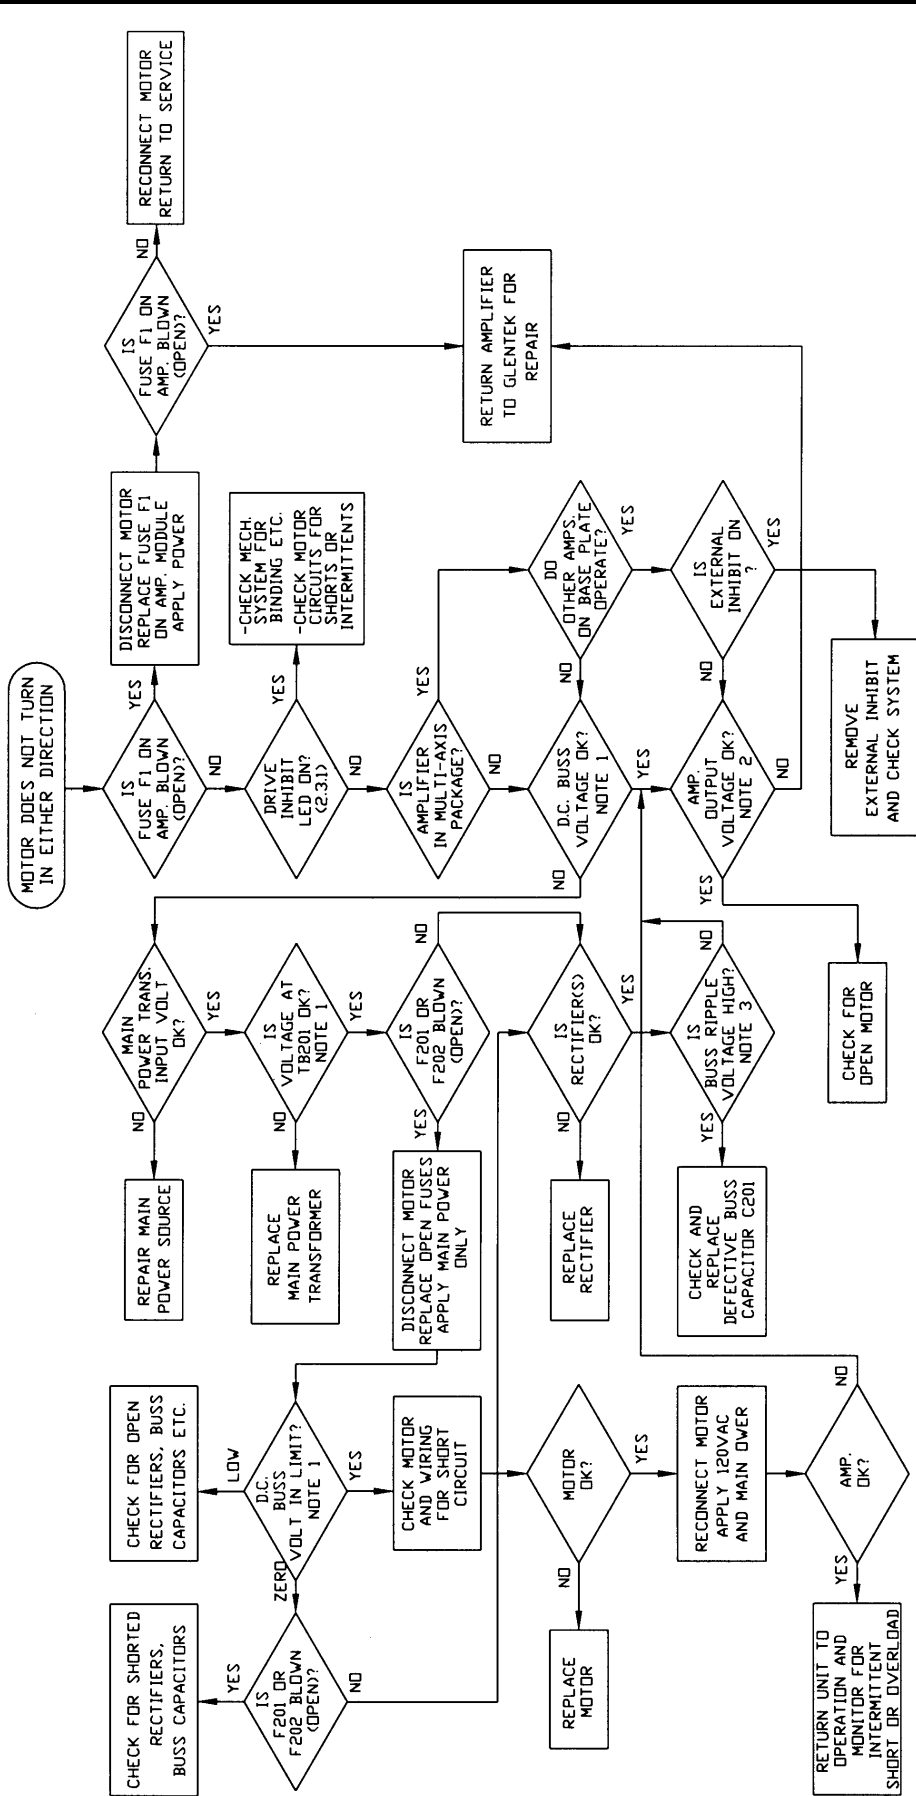 MOTOR DOES NOT TURN
IN EITHER DIRECTION
IS
FUSE F1 ON
AMP. BLOWN
(OPEN)?
YES
NO
DISCONNECT MOTOR
REPLACE FUSE F1
ON AMP. MODULE
APPLY POWER
IS
FUSE F1 ON
AMP. BLOWN
(OPEN)?
NO
YES
RECONNECT MOTOR
RETURN TO SERVICE
DRIVE
INHIBIT
LED ON?
(2.3.1)
YES
NO
-CHECK MECH.
SYSTEM FOR
BINDING ETC.
-CHECK MOTOR
CIRCUITS FOR
SHORTS OR
INTERMITTENTS
IS
AMPLIFIER
IN MULTI-AXIS
PACKAGE?
YES
NO
DO
OTHER AMPS.
ON BASE PLATE
OPERATE?
NO
YES
RETURN AMPLIFIER
TO GLENTEK FOR
REPAIR
D.C. BUSS
VOLTAGE OK?
NOTE 1
NO
YES
IS
EXTERNAL
INHIBIT ON
?
NO
YES
AMP.
OUTPUT
VOLTAGE OK?
NOTE 2
YES
NO
REMOVE
EXTERNAL INHIBIT
AND CHECK SYSTEM
CHECK FOR
OPEN MOTOR
MAIN
POWER TRANS.
INPUT VOLT
OK?
NO
YES
REPAIR MAIN
POWER SOURCE
IS
VOLTAGE AT
TB201 OK?
NOTE 1
NO
YES
REPLACE
MAIN POWER
TRANSFORMER
IS
F201 OR
F202 BLOWN
(OPEN)?
YES
NO
DISCONNECT MOTOR
REPLACE OPEN FUSES
APPLY MAIN POWER
ONLY
IS
RECTIFIER(S)
OK?
NO
YES
REPLACE
RECTIFIER
IS
BUSS RIPPLE
VOLTAGE HIGH?
NOTE 3
YES
NO
CHECK AND
REPLACE
DEFECTIVE BUSS
CAPACITOR C201
D.C.
BUSS
VOLT IN LIMIT?
NOTE 1
LOW
ZERO
YES
CHECK FOR OPEN
RECTIFIERS, BUSS
CAPACITORS ETC.
IS
F201 OR
F202 BLOWN
(OPEN)?
YES
NO
CHECK FOR SHORTED
RECTIFIERS,
BUSS CAPACITORS
CHECK MOTOR
AND WIRING
FOR SHORT
CIRCUIT
MOTOR
OK?
NO
YES
REPLACE
MOTOR
RECONNECT MOTOR
APPLY 120VAC
AND MAIN OWER
AMP.
OK?
YES
NO
RETURN UNIT TO
OPERATION AND
MONITOR FOR
INTERMITTENT
SHORT OR OVERLOAD